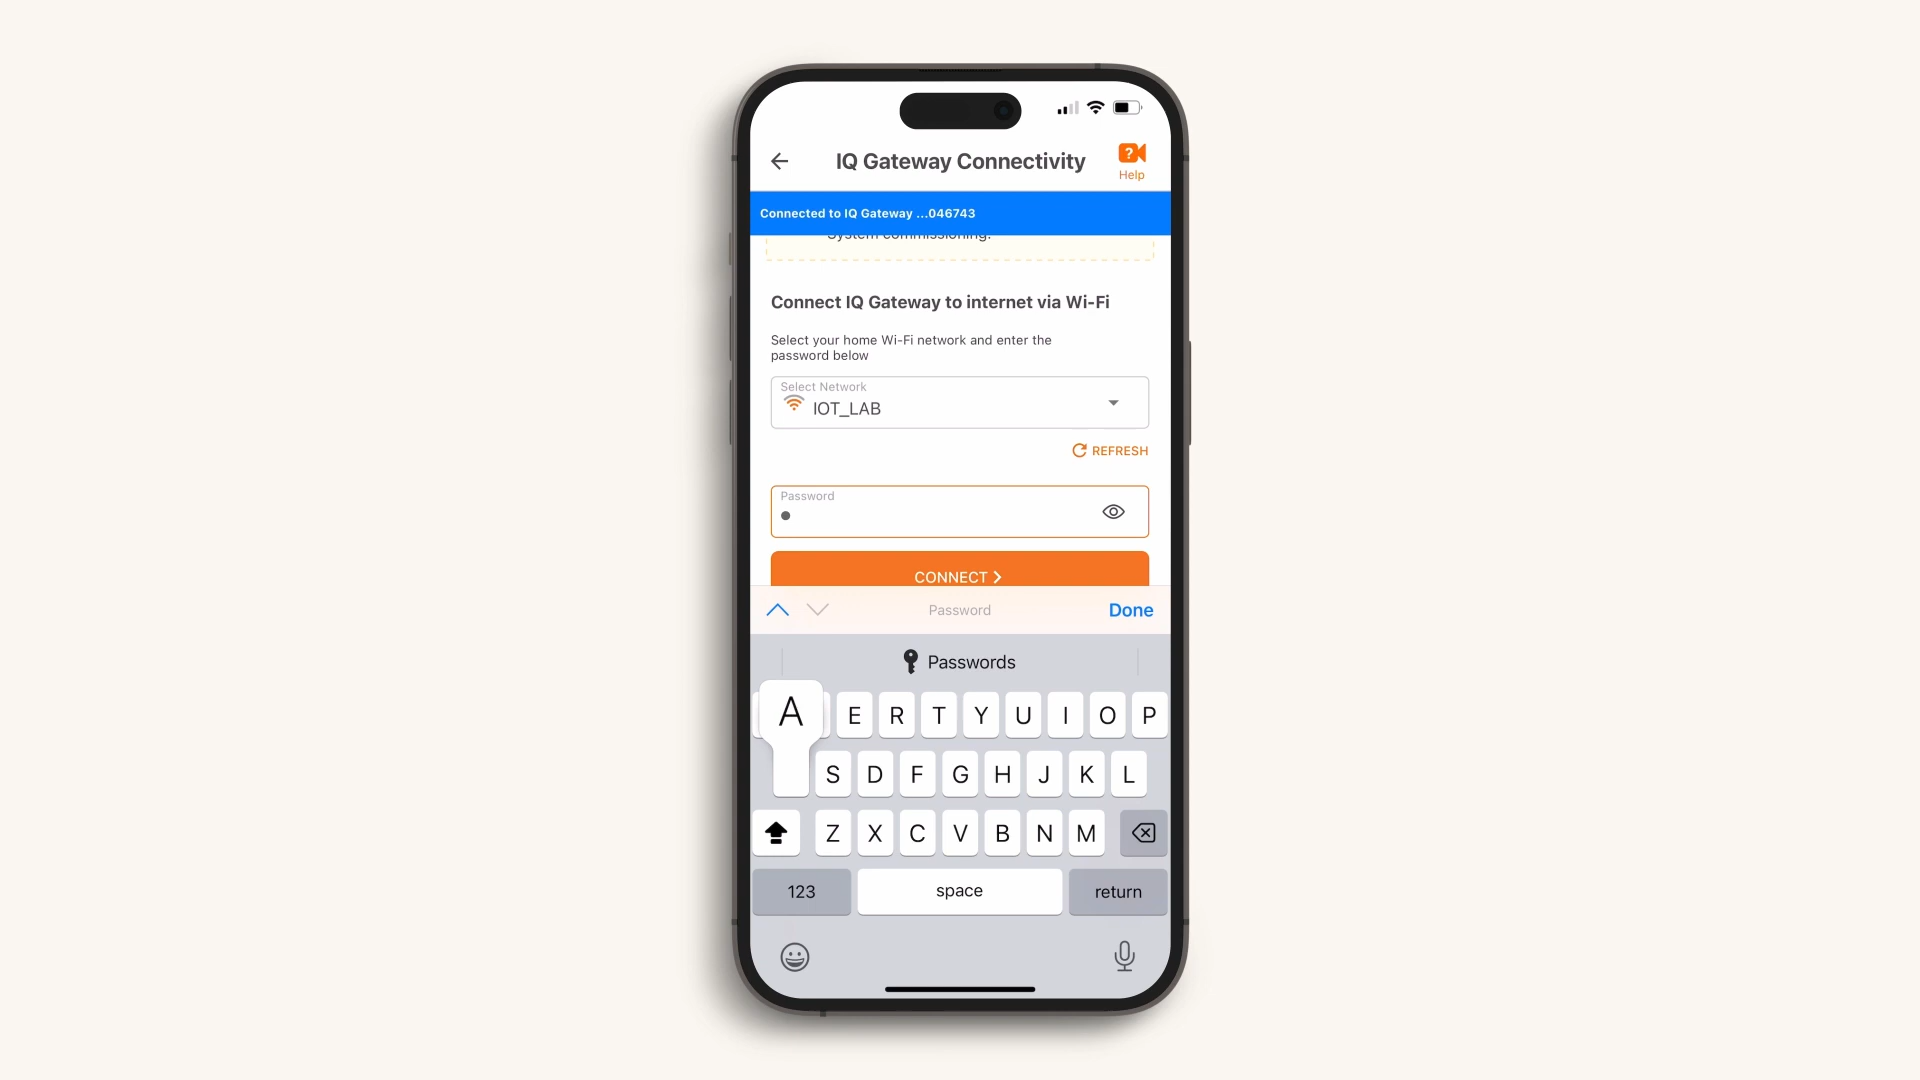 IQ Gateway Connectivity
?
Help
Connected to IQ Gateway ...046743
System commissioning.
Connect IQ Gateway to internet via Wi-Fi
Select your home Wi-Fi network and enter the
password below
Select Network
IOT_LAB
REFRESH
Password
CONNECT
Password
Done
Passwords
A
E R T Y U I O P
S D F G H J K L
Z X C V B N M
123
space
return